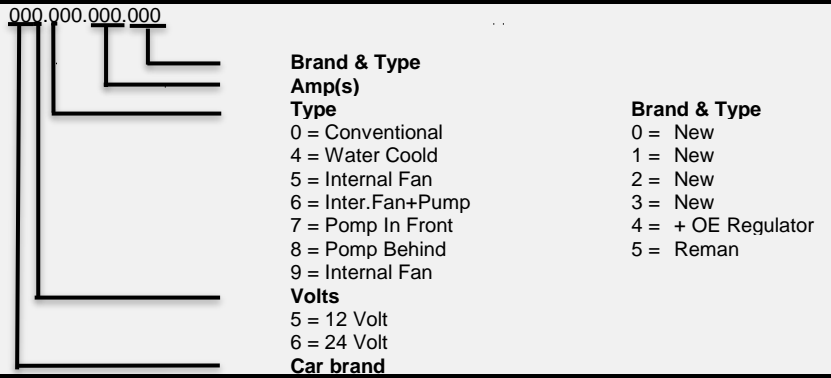 000.000.000.000
Brand & Type
Amp(s)
Type
0 = Conventional
4 = Water Coold
5 = Internal Fan
6 = Inter.Fan+Pump
7 = Pomp In Front
8 = Pomp Behind
9 = Internal Fan
Volts
5 = 12 Volt
6 = 24 Volt
Car brand
Brand & Type
0 = New
1 = New
2 = New
3 = New
4 = + OE Regulator
5 = Reman